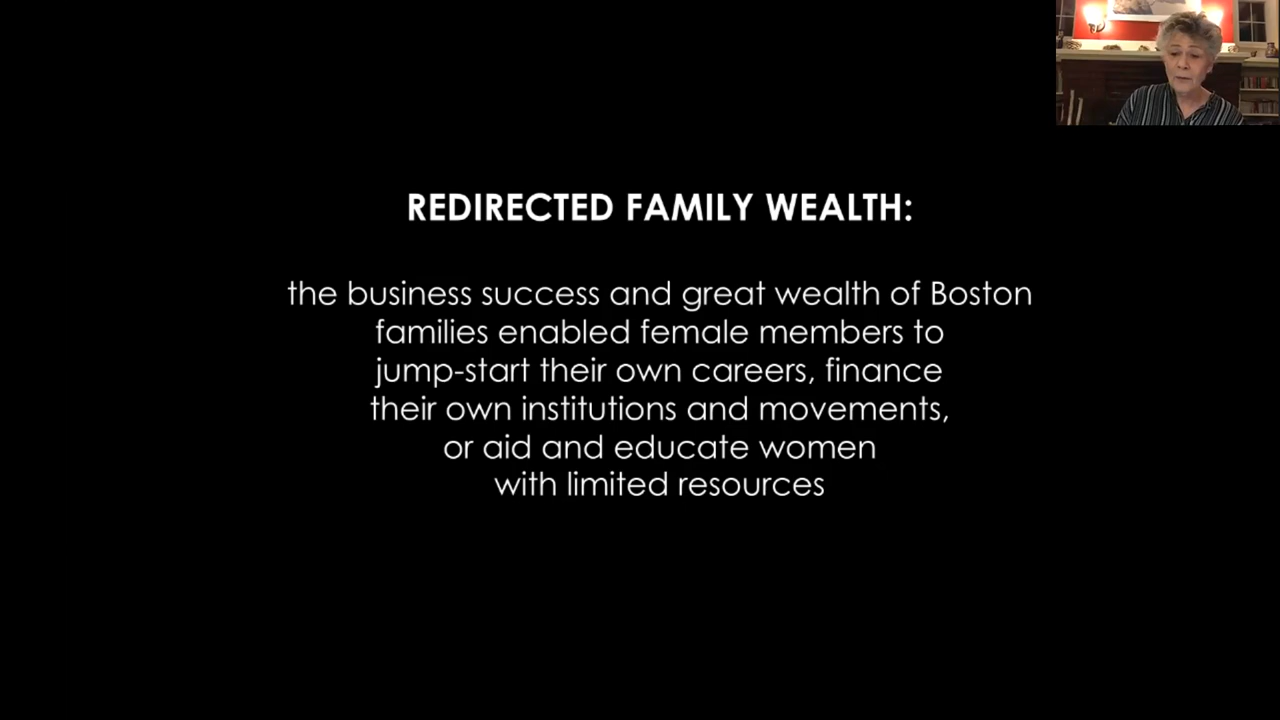 REDIRECTED FAMILY WEALTH:
the business success and great wealth of Boston
families enabled female members to
jump-start their own careers, finance
their own institutions and movements,
or aid and educate women
with limited resources